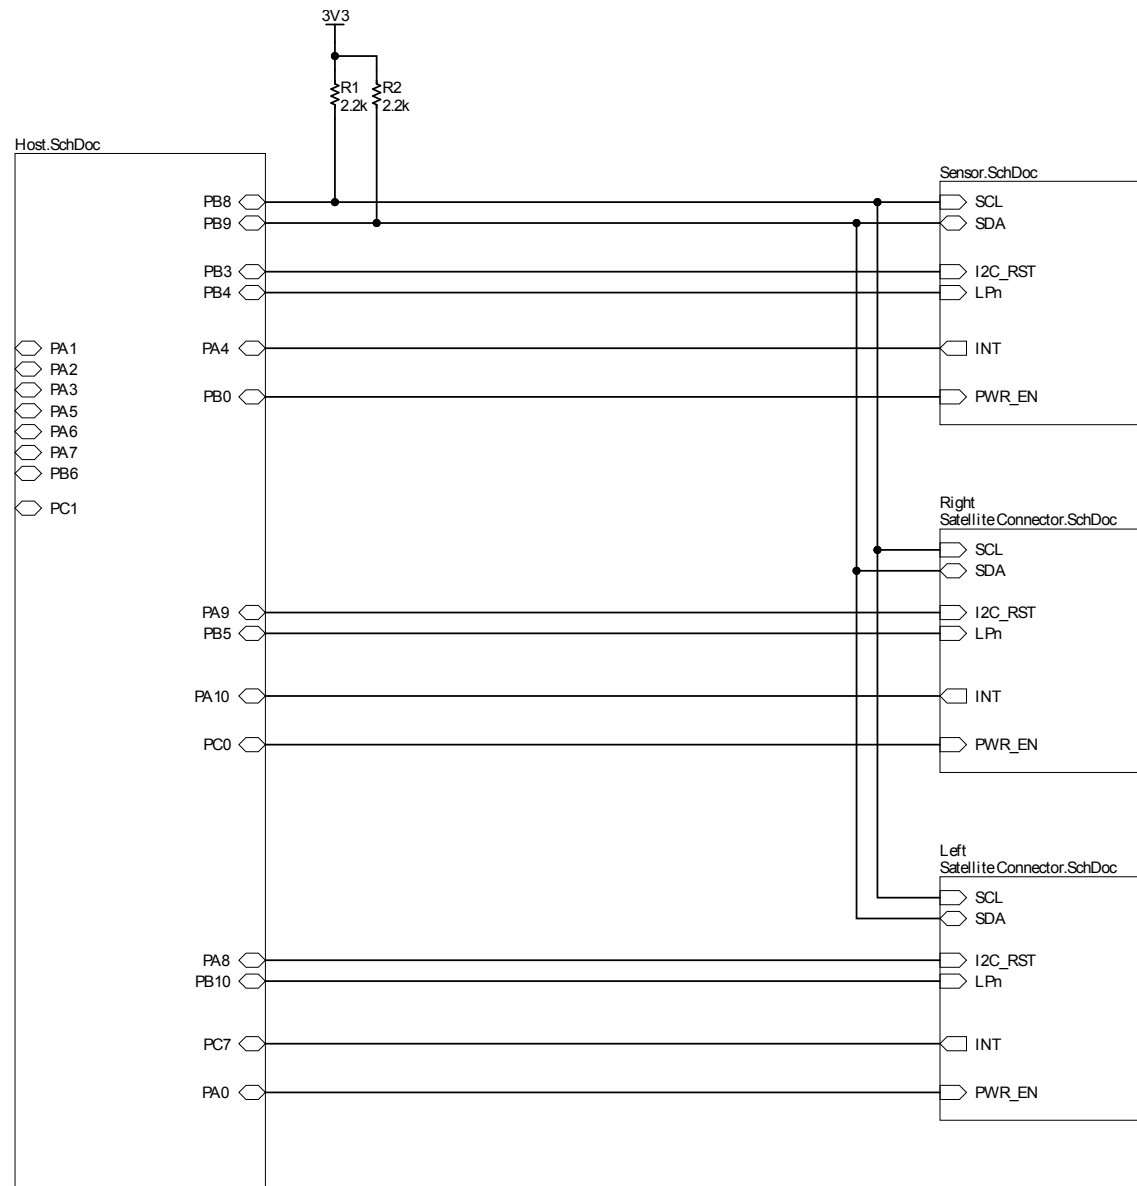 3V3
R1
2.2k
R2
2.2k
Host.SchDoc
PB8
PB9
PB3
PB4
PA4
PB0
PA1
PA2
PA3
PA5
PA6
PA7
PB6
PC1
PA9
PB5
PA10
PC0
PA8
PB10
PC7
PA0
Sensor.SchDoc
SCL
SDA
I2C_RST
LPn
INT
PWR_EN
Right
Satellite Connector.SchDoc
SCL
SDA
I2C_RST
LPn
INT
PWR_EN
Left
Satellite Connector.SchDoc
SCL
SDA
I2C_RST
LPn
INT
PWR_EN